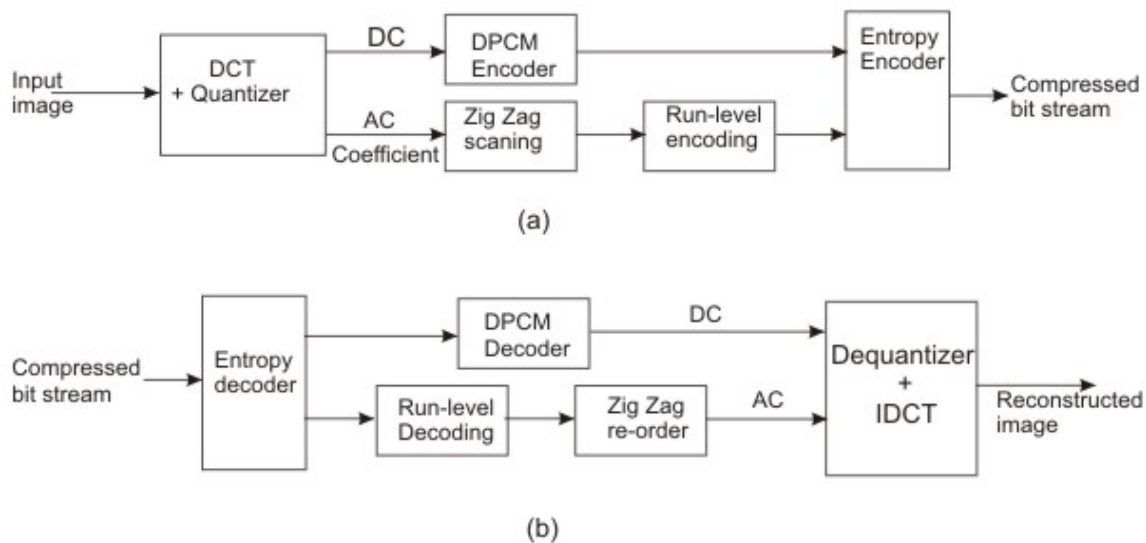 Input
image
DCT
+ Quantizer
DC
DPCM
Encoder
AC
Coefficient
Zig Zag
scaning
Run-level
encoding
Entropy
Encoder
Compressed
bit stream
(a)
Compressed
bit stream
Entropy
decoder
DPCM
Decoder
DC
Run-level
Decoding
Zig Zag
re-order
AC
Dequantizer
+
IDCT
Reconstructed
image
(b)